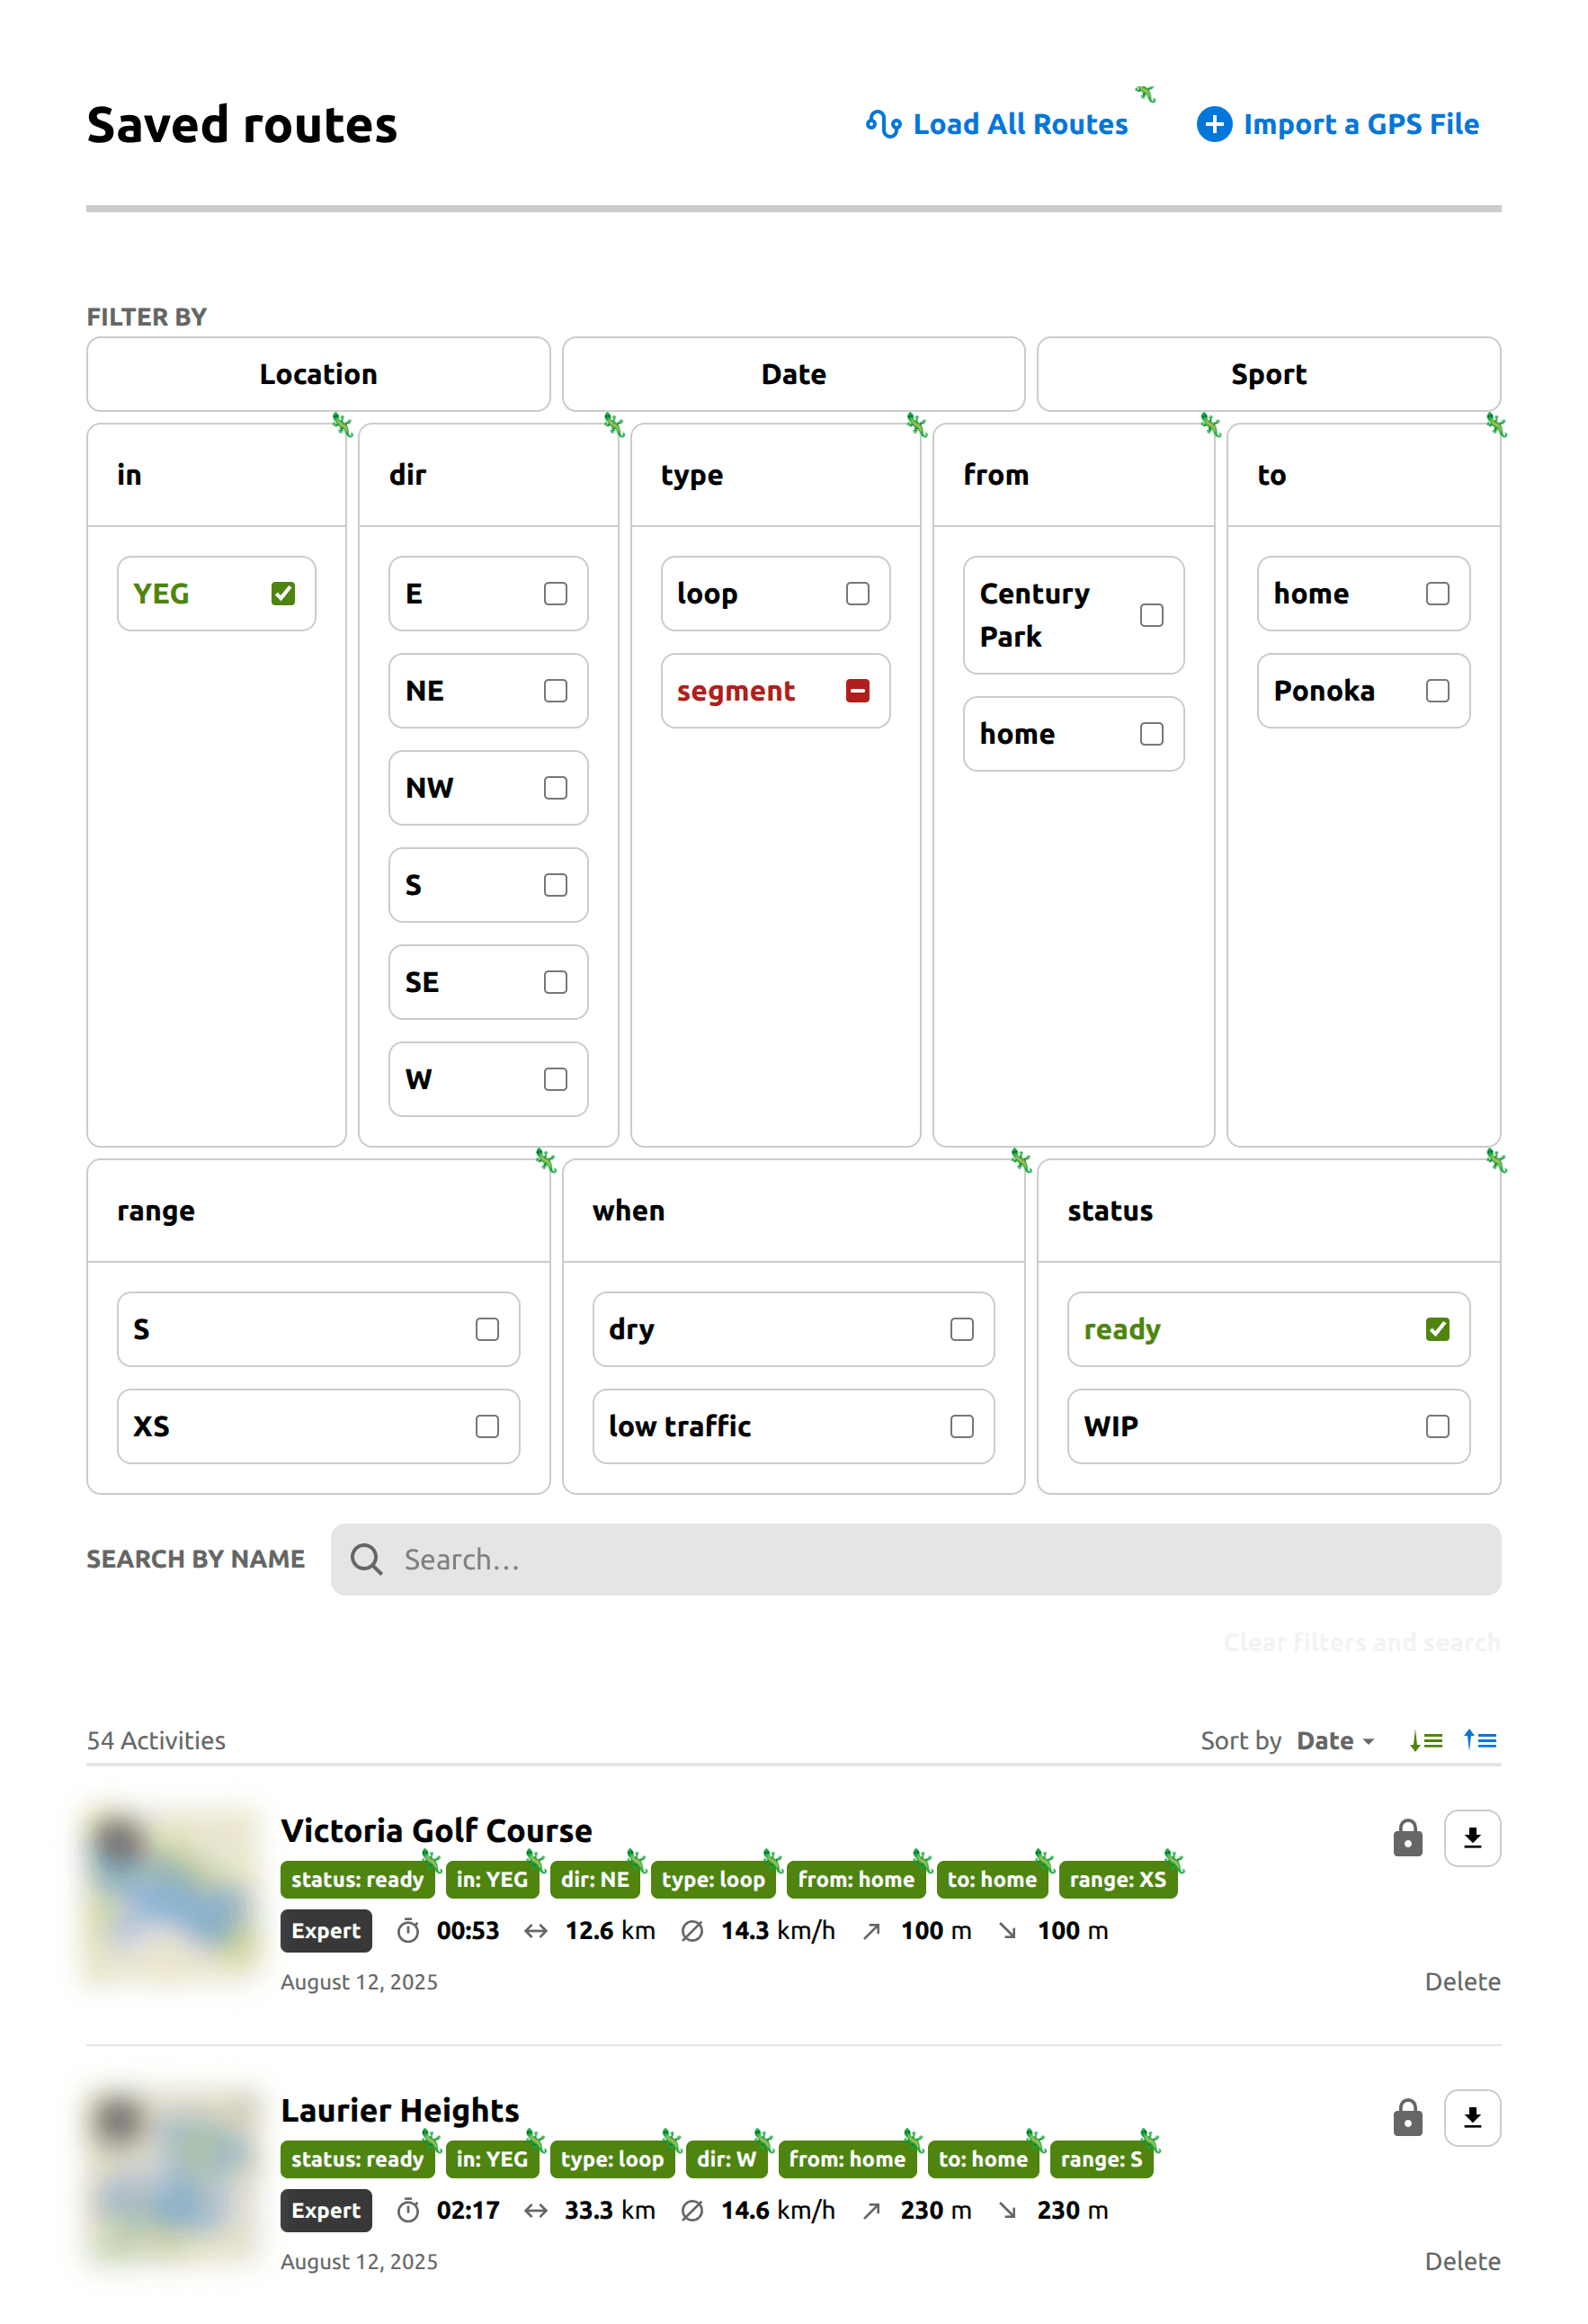 Saved routes
Load All Routes
Import a GPS File
FILTER BY
Location
Date
Sport
in
dir
type
from
to
YEG
E
NE
NW
S
SE
W
loop
segment
Century
Park
home
home
Ponoka
range
when
status
S
XS
dry
low traffic
ready
WIP
SEARCH BY NAME
Search...
Clear filters and search
54 Activities
Sort by Date
Victoria Golf Course
status: ready in: YEG dir: NE type: loop from: home to: home range: XS
Expert 00:53 12.6 km 14.3 km/h 100 m 100 m
August 12, 2025
Delete
Laurier Heights
status: ready in: YEG type: loop dir: W from: home to: home range: S
Expert 02:17 33.3 km 14.6 km/h 230 m 230 m
August 12, 2025
Delete